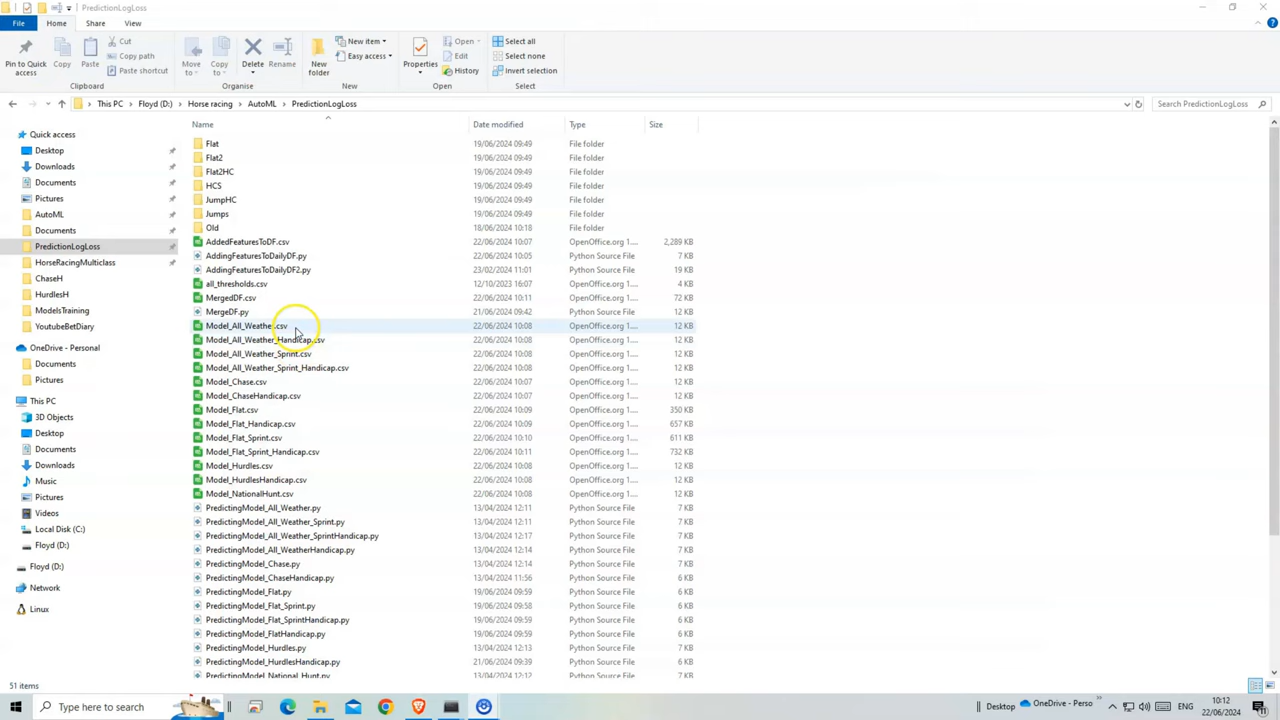 PredictionLogLoss
File Home Share View
Pin to Quick access
Copy
Paste
Cut
Copy path
Paste shortcut
Clipboard
Move to
Copy to
Delete
Rename
Organise
New folder
New item
Easy access
New
Properties
Open
Edit
History
Open
Select all
Select none
Invert selection
Select
This PC Floyd (D:) Horse racing AutoML PredictionLogLoss
Search PredictionLogLoss
Quick access
Desktop
Downloads
Documents
Pictures
AutoML
Documents
PredictionLogLoss
HorseRacingMulticlass
ChaseH
HurdlesH
ModelsTraining
YoutubeBetDiary
OneDrive - Personal
Documents
Pictures
This PC
3D Objects
Desktop
Documents
Downloads
Music
Pictures
Videos
Local Disk (C:)
Floyd (D:)
Floyd (D:)
Network
Linux
Name Date modified Type Size
Flat 19/06/2024 09:49 File folder
Flat2 19/06/2024 09:49 File folder
Flat2HC 19/06/2024 09:49 File folder
HCS 19/06/2024 09:49 File folder
JumpHC 19/06/2024 09:49 File folder
Jumps 19/06/2024 09:49 File folder
Old 22/06/2024 10:18 File folder
AddedFeaturesToDF.csv 22/06/2024 10:07 OpenOffice.org 1.... 2,289 KB
AddingFeaturesToDailyDF.py 22/06/2024 10:05 Python Source File 7 KB
AddingFeaturesToDailyDF2.py 23/02/2024 11:01 Python Source File 19 KB
all_thresholds.csv 12/10/2023 16:07 OpenOffice.org 1.... 4 KB
MergedDF.csv 22/06/2024 10:11 OpenOffice.org 1.... 72 KB
MergeDF.py 21/06/2024 09:42 Python Source File 1 KB
Model_All_Weather.csv 22/06/2024 10:08 OpenOffice.org 1.... 12 KB
Model_All_Weather_Handicap.csv 22/06/2024 10:08 OpenOffice.org 1.... 12 KB
Model_All_Weather_Sprint.csv 22/06/2024 10:08 OpenOffice.org 1.... 12 KB
Model_All_Weather_Sprint_Handicap.csv 22/06/2024 10:08 OpenOffice.org 1.... 12 KB
Model_Chase.csv 22/06/2024 10:07 OpenOffice.org 1.... 12 KB
Model_ChaseHandicap.csv 22/06/2024 10:07 OpenOffice.org 1.... 12 KB
Model_Flat.csv 22/06/2024 10:09 OpenOffice.org 1.... 350 KB
Model_Flat_Handicap.csv 22/06/2024 10:09 OpenOffice.org 1.... 657 KB
Model_Flat_Sprint.csv 22/06/2024 10:10 OpenOffice.org 1.... 611 KB
Model_Flat_Sprint_Handicap.csv 22/06/2024 10:11 OpenOffice.org 1.... 732 KB
Model_Hurdles.csv 22/06/2024 10:08 OpenOffice.org 1.... 12 KB
Model_HurdlesHandicap.csv 22/06/2024 10:08 OpenOffice.org 1.... 12 KB
Model_NationalHunt.csv 22/06/2024 10:08 OpenOffice.org 1.... 12 KB
PredictingModel_All_Weather.py 13/04/2024 12:11 Python Source File 7 KB
PredictingModel_All_Weather_Sprint.py 13/04/2024 12:11 Python Source File 7 KB
PredictingModel_All_Weather_SprintHandicap.py 13/04/2024 12:17 Python Source File 7 KB
PredictingModel_All_WeatherHandicap.py 13/04/2024 12:14 Python Source File 7 KB
PredictingModel_Chase.py 13/04/2024 12:14 Python Source File 7 KB
PredictingModel_ChaseHandicap.py 13/04/2024 11:56 Python Source File 6 KB
PredictingModel_Flat.py 19/06/2024 09:59 Python Source File 6 KB
PredictingModel_Flat_Sprint.py 19/06/2024 09:59 Python Source File 6 KB
PredictingModel_Flat_SprintHandicap.py 19/06/2024 09:59 Python Source File 6 KB
PredictingModel_FlatHandicap.py 19/06/2024 09:59 Python Source File 6 KB
PredictingModel_Hurdles.py 13/04/2024 12:13 Python Source File 7 KB
PredictingModel_HurdlesHandicap.py 21/06/2024 09:39 Python Source File 6 KB
PredictingModel_National_Hunt.py 13/04/2024 12:12 Python Source File 7 KB
51 items
Type here to search
Desktop
OneDrive - Perso
ENG
10:12
22/06/2024